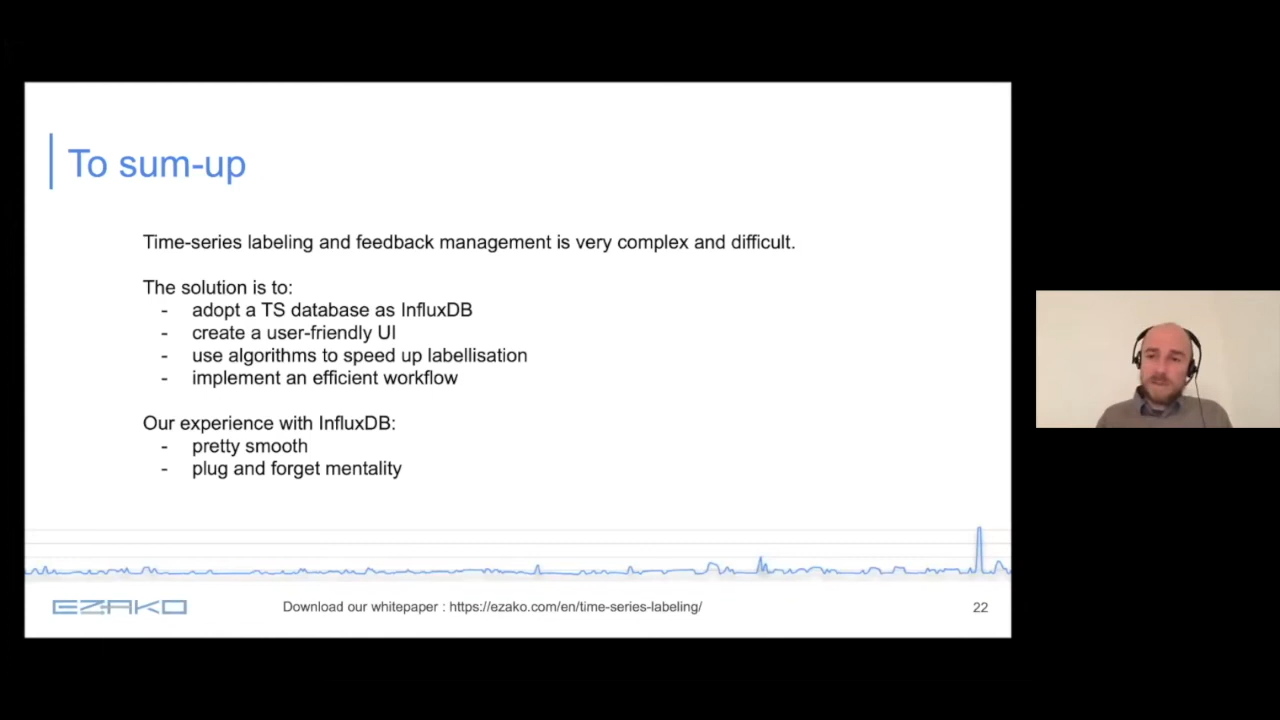 To sum-up
Time-series labeling and feedback management is very complex and difficult.
The solution is to:
- adopt a TS database as InfluxDB
- create a user-friendly UI
- use algorithms to speed up labellisation
- implement an efficient workflow
Our experience with InfluxDB:
- pretty smooth
- plug and forget mentality
EZAKO
Download our whitepaper : https://ezako.com/en/time-series-labeling/
22